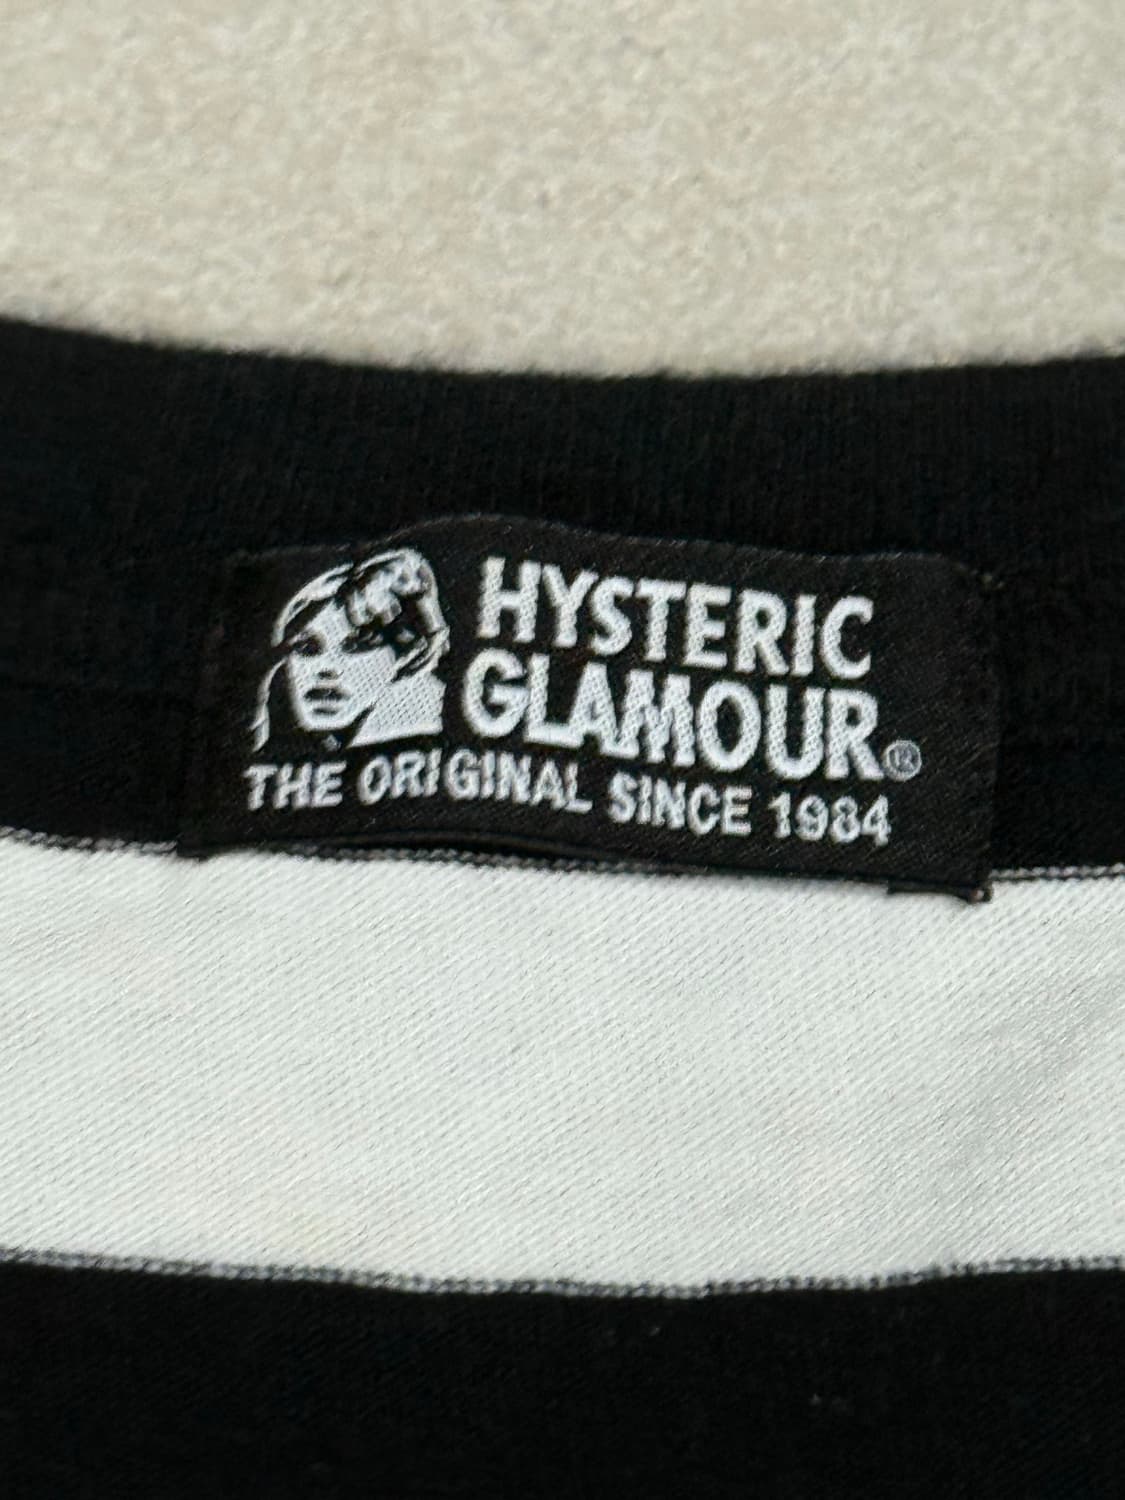 HYSTERIC
GLAMOUR®
THE ORIGINAL SINCE 1984